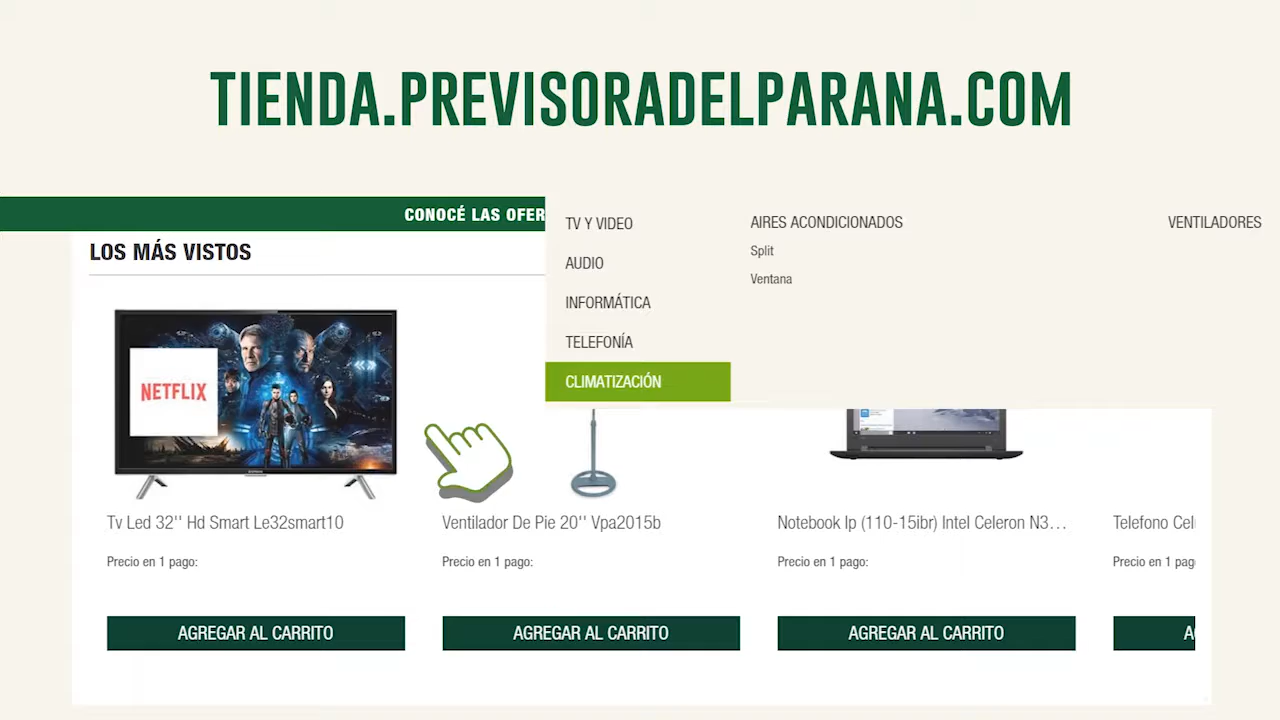 TIENDA.PREVISORADELPARANA.COM
CONOCÉ LAS OFER
LOS MÁS VISTOS
TV Y VIDEO
AUDIO
INFORMÁTICA
TELEFONÍA
CLIMATIZACIÓN
AIRES ACONDICIONADOS
Split
Ventana
VENTILADORES
NETFLIX
Tv Led 32'' Hd Smart Le32smart10
Precio en 1 pago:
AGREGAR AL CARRITO
Ventilador De Pie 20'' Vpa2015b
Precio en 1 pago:
AGREGAR AL CARRITO
Notebook Ip (110-15ibr) Intel Celeron N3...
Precio en 1 pago:
AGREGAR AL CARRITO
Telefono Cel
Precio en 1 pag
A